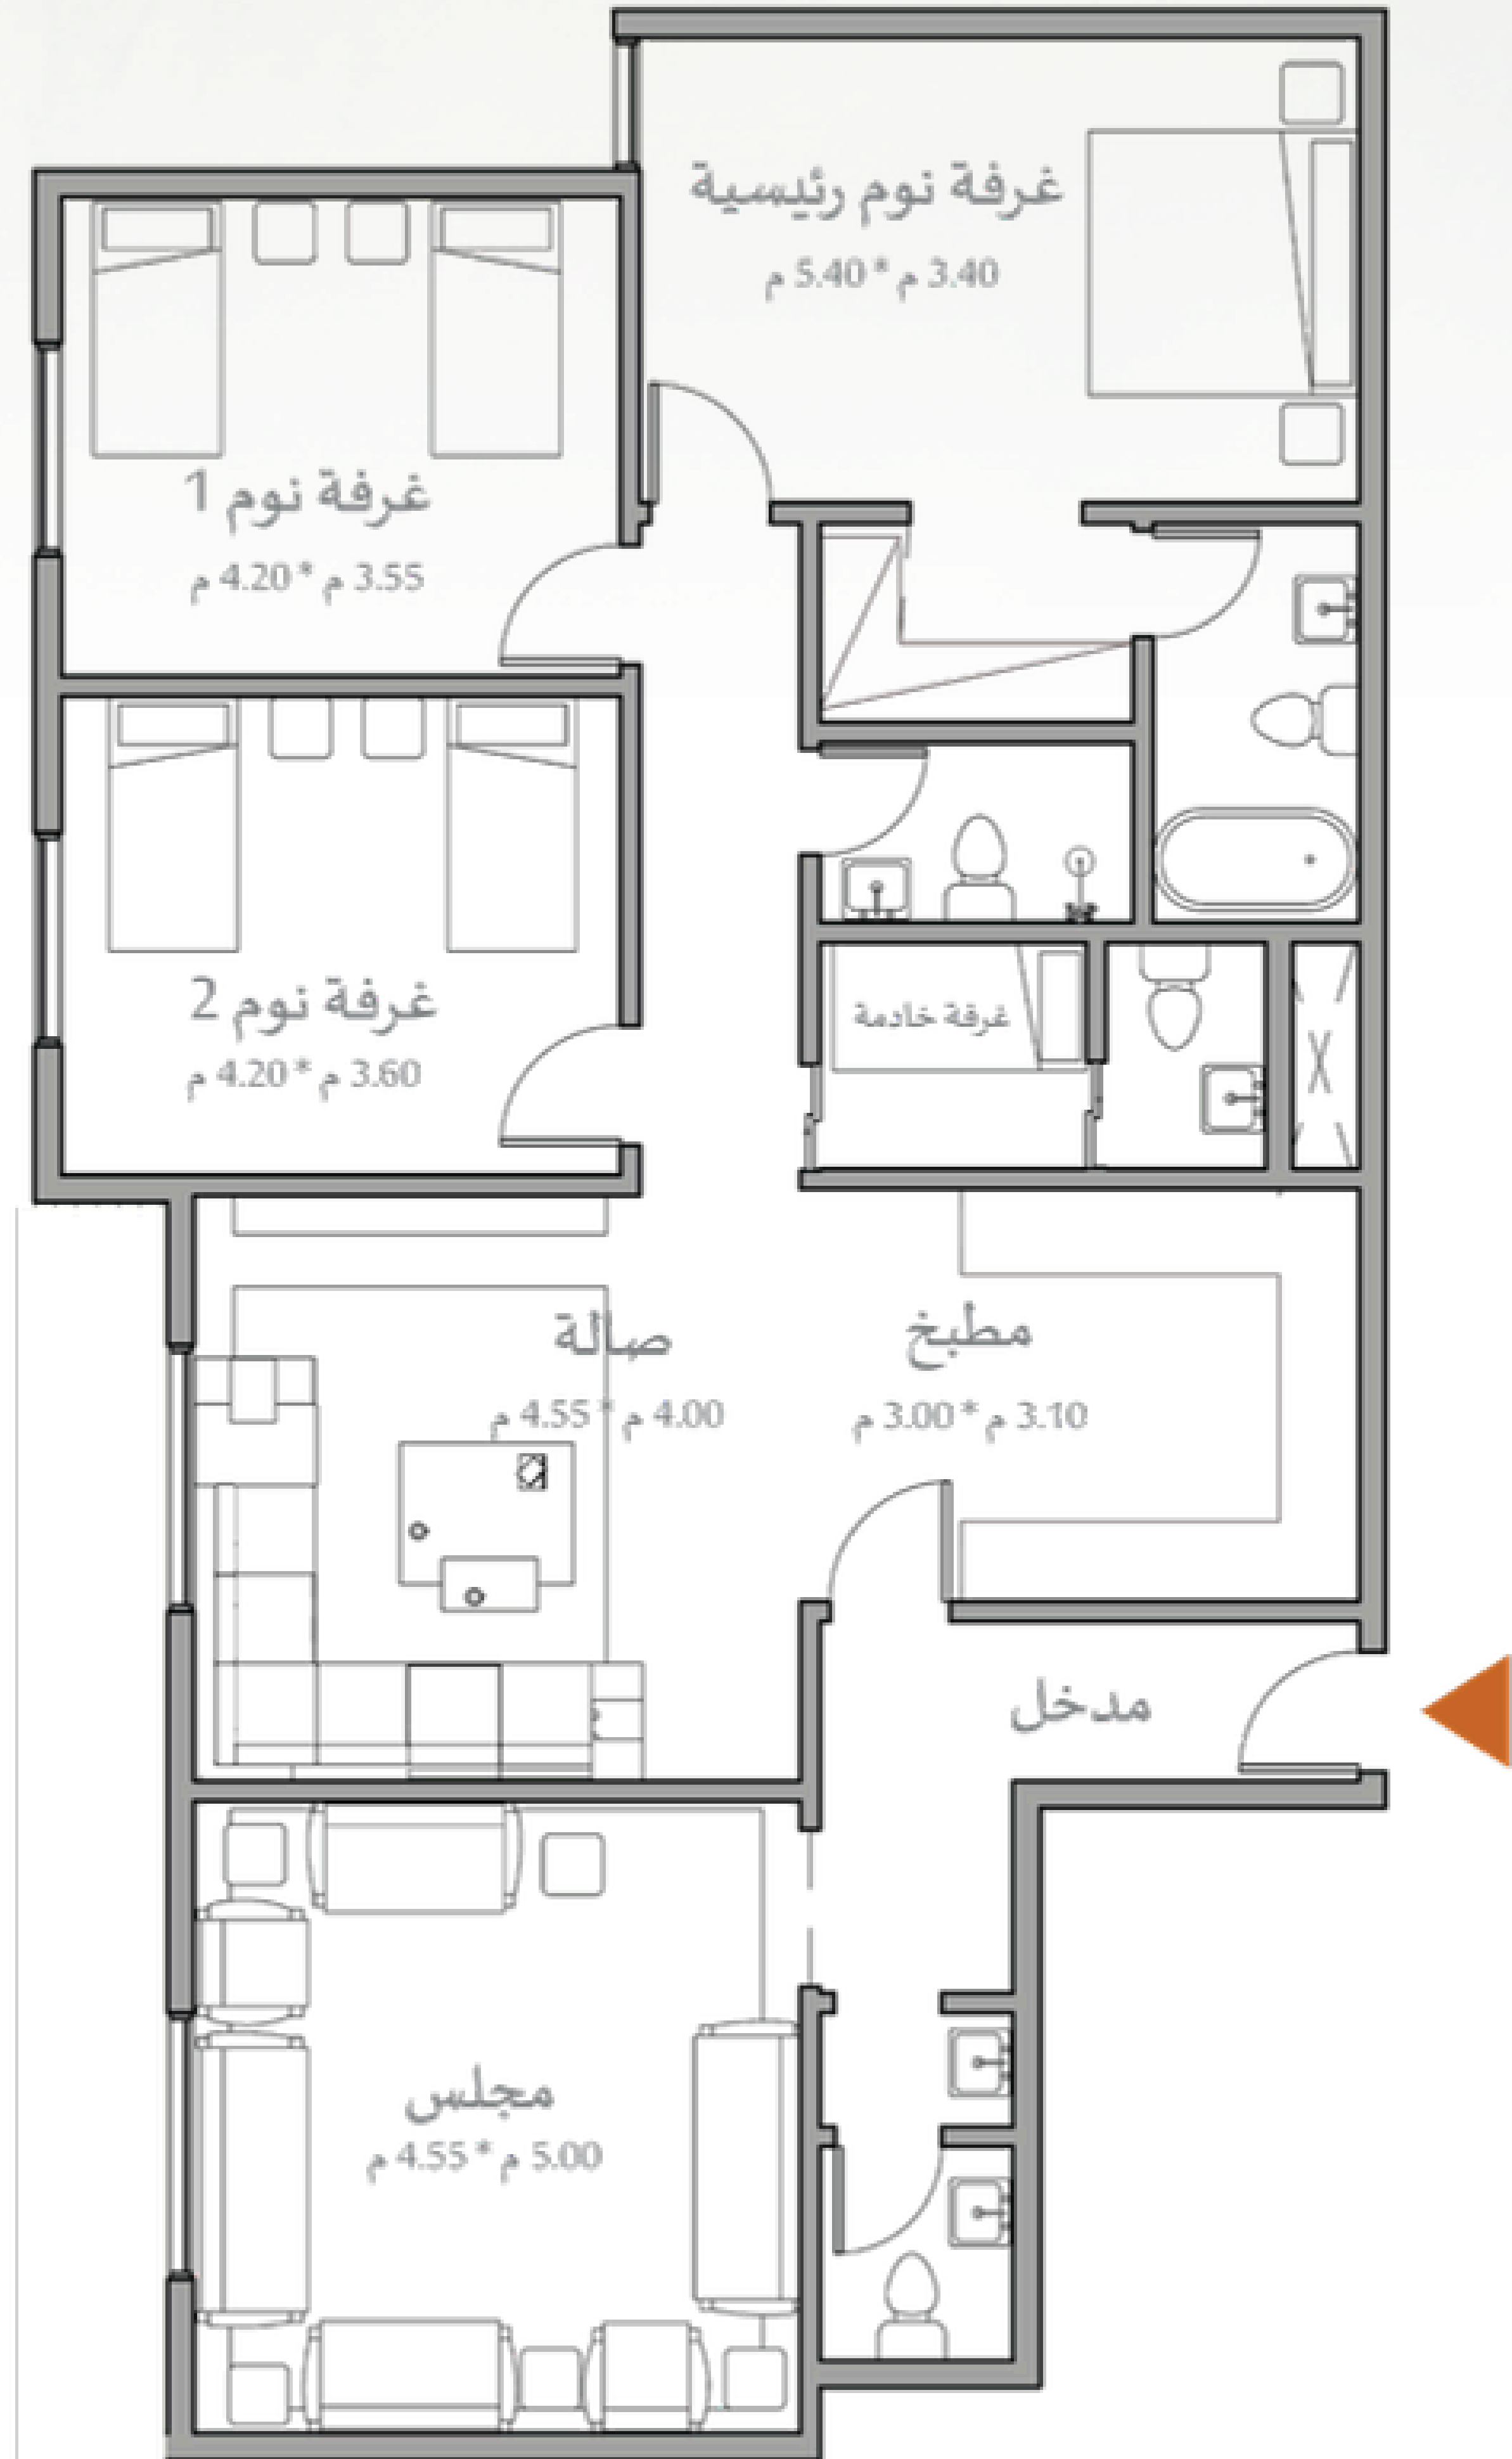 غرفة نوم رئيسية
3.40 م * 5.40 م
غرفة نوم 1
3.55 م * 4.20 م
غرفة نوم 2
3.60 م * 4.20 م
غرفة خادمة
مطبخ
3.10 م * 3.00 م
صالة
4.00 م * 4.55 م
مدخل
مجلس
5.00 م * 4.55 م